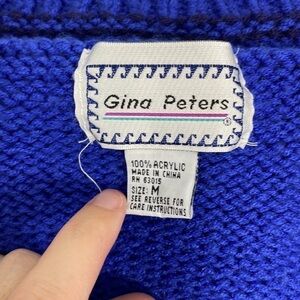 Gina Peters
®
100% ACRYLIC
MADE IN CHINA
RN 63015
SIZE: M
SEE REVERSE FOR
CARE INSTRUCTIONS